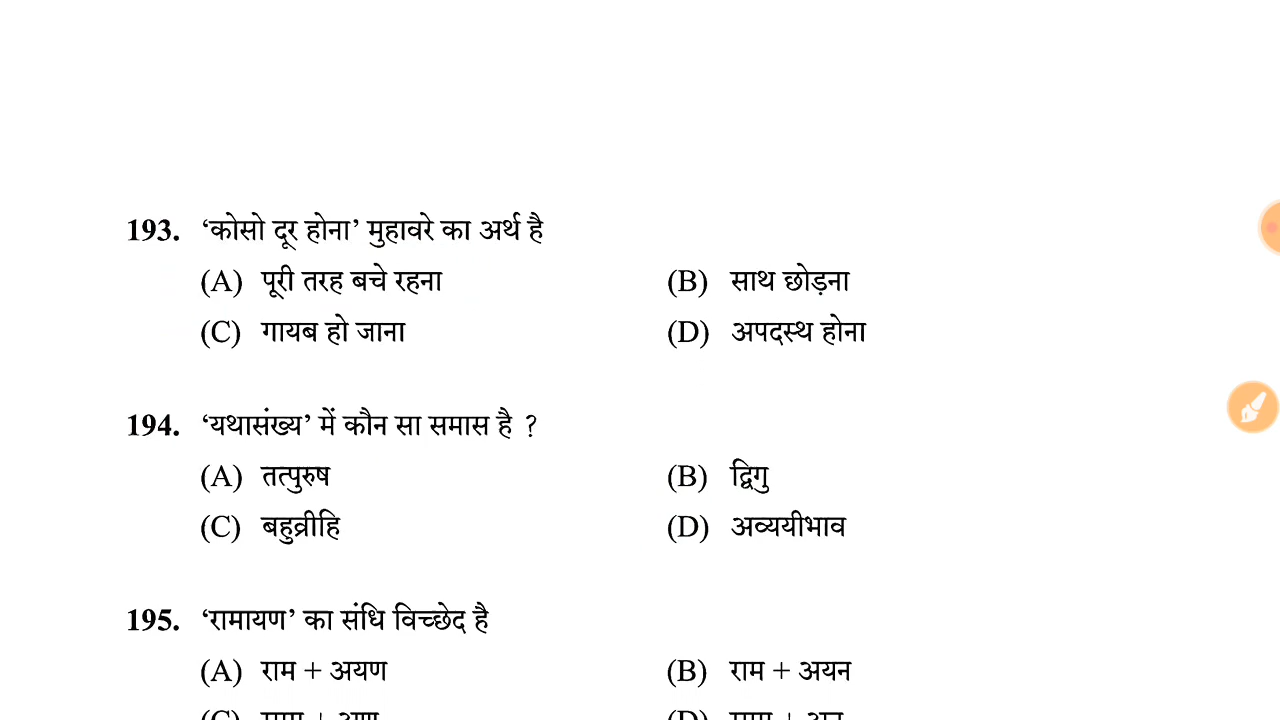 193. ‘कोसो दूर होना’ मुहावरे का अर्थ है
(A) पूरी तरह बचे रहना (B) साथ छोड़ना
(C) गायब हो जाना (D) अपदस्थ होना
194. ‘यथासंख्य’ में कौन सा समास है ?
(A) तत्पुरुष (B) द्विगु
(C) बहुव्रीहि (D) अव्ययीभाव
195. ‘रामायण’ का संधि विच्छेद है
(A) राम + अयण (B) राम + अयन